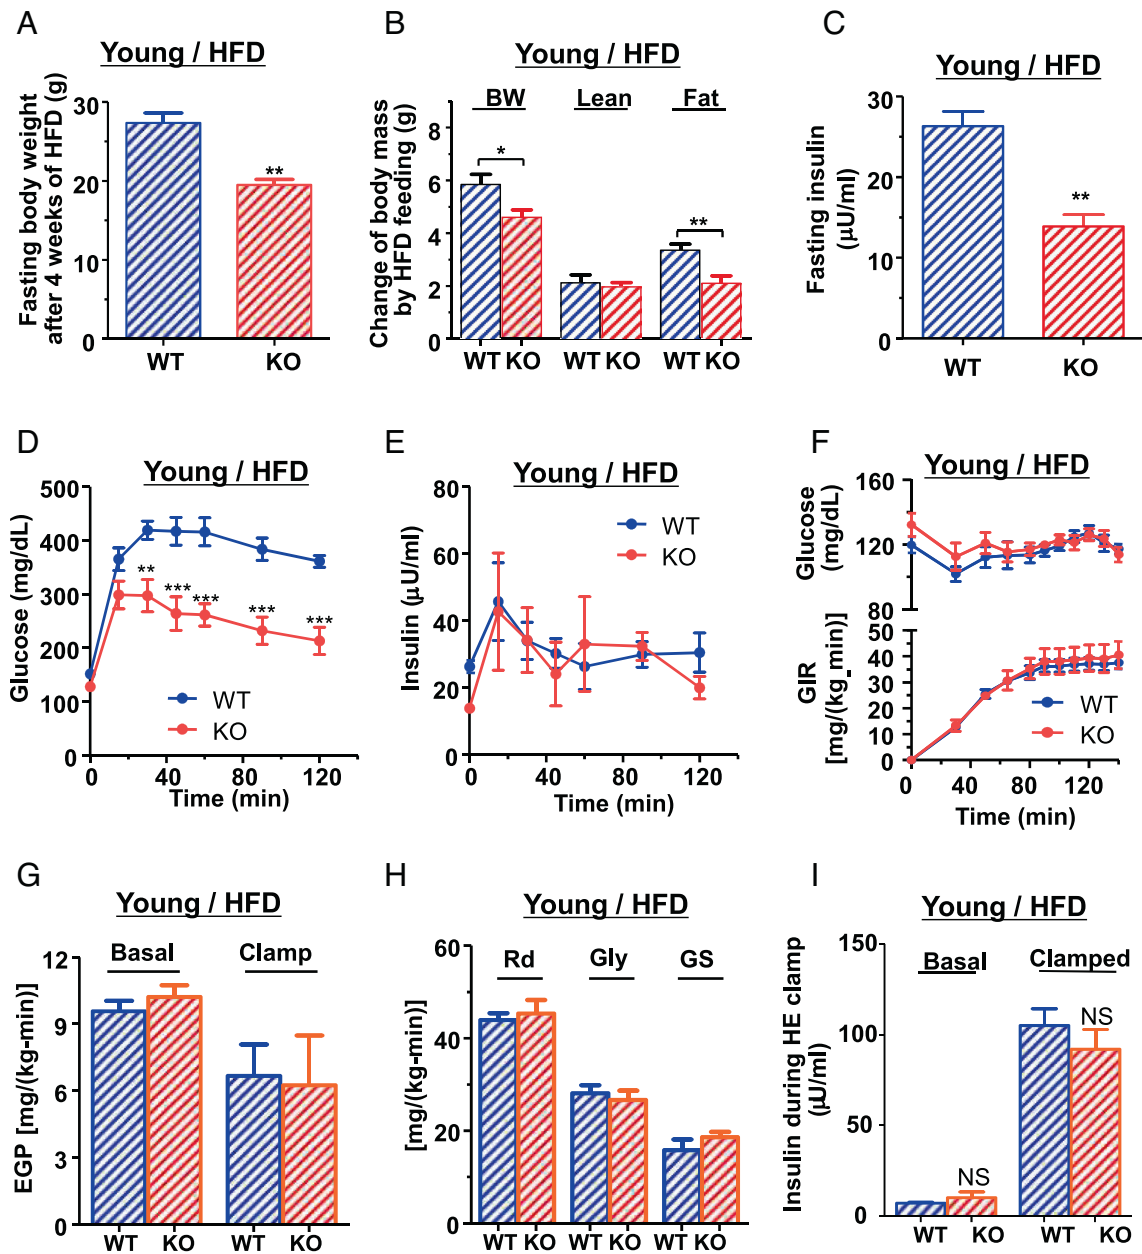 A
Young / HFD
Fasting body weight
after 4 weeks of HFD (g)
30
20
10
0
**
WT
KO
B
Young / HFD
BW
Lean
Fat
Change of body mass
by HFD feeding (g)
8
6
4
2
0
*
**
WT KO
WT KO
WT KO
C
Young / HFD
Fasting insulin
(µU/ml)
30
20
10
0
**
WT
KO
D
Young / HFD
Glucose (mg/dL)
500
400
300
200
100
0
**
***
***
***
***
WT
KO
0
40
80
120
Time (min)
E
Young / HFD
Insulin (µU/ml)
80
60
40
20
0
WT
KO
0
40
80
120
Time (min)
F
Young / HFD
Glucose
(mg/dL)
160
120
80
GIR
[mg/(kg_min)]
50
40
30
20
10
0
WT
KO
0
40
80
120
Time (min)
G
Young / HFD
Basal
Clamp
EGP [mg/(kg-min)]
12
9
6
3
0
WT
KO
WT
KO
H
Young / HFD
Rd
Gly
GS
[mg/(kg-min)]
60
40
20
0
WT KO
WT KO
WT KO
I
Young / HFD
Basal
Clamped
Insulin during HE clamp
(µU/ml)
150
100
50
0
NS
NS
WT
KO
WT
KO